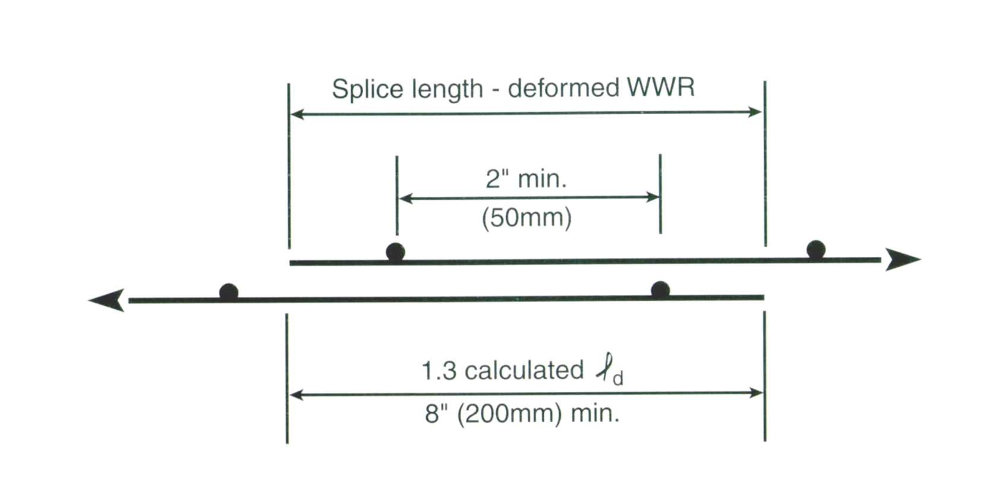 Splice length - deformed WWR
2" min.
(50mm)
1.3 calculated ℓd
8" (200mm) min.